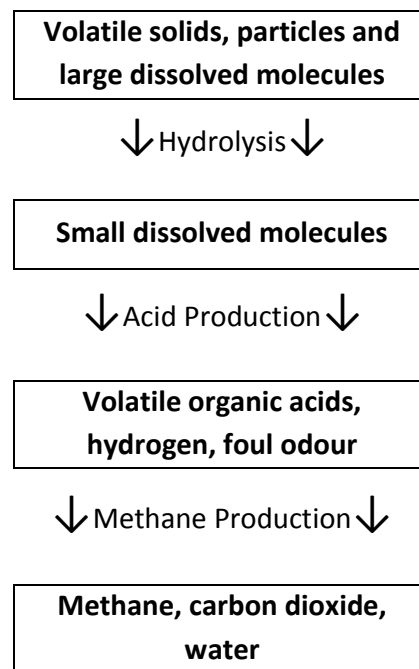 Volatile solids, particles and
large dissolved molecules
Hydrolysis
Small dissolved molecules
Acid Production
Volatile organic acids,
hydrogen, foul odour
Methane Production
Methane, carbon dioxide,
water